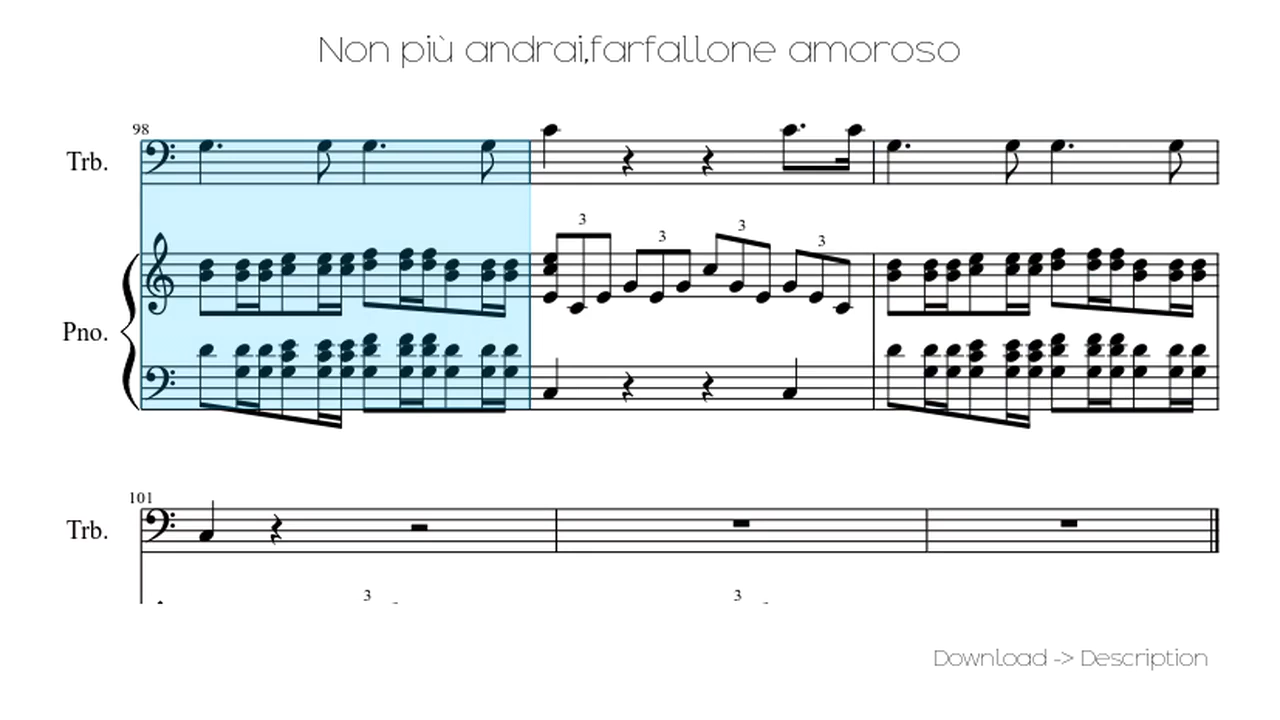 Non più andrai,farfallone amoroso
98
Trb.
3 3 3 3
Pno.
101
Trb.
3 3
Download -> Description